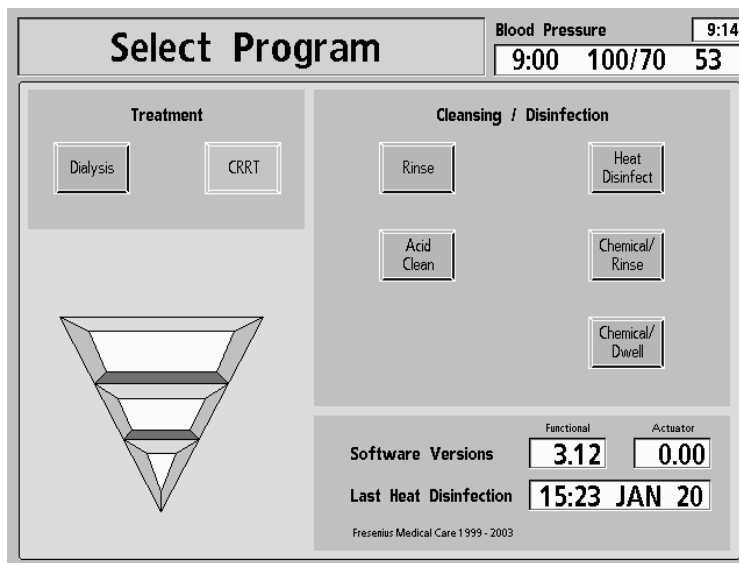 Select Program
Blood Pressure
9:14
9:00 100/70 53
Treatment
Dialysis
CRRT
Cleansing / Disinfection
Rinse
Heat
Disinfect
Acid
Clean
Chemical/
Rinse
Chemical/
Dwell
Functional
Actuator
Software Versions 3.12 0.00
Last Heat Disinfection 15:23 JAN 20
Fresenius Medical Care 1999 - 2003